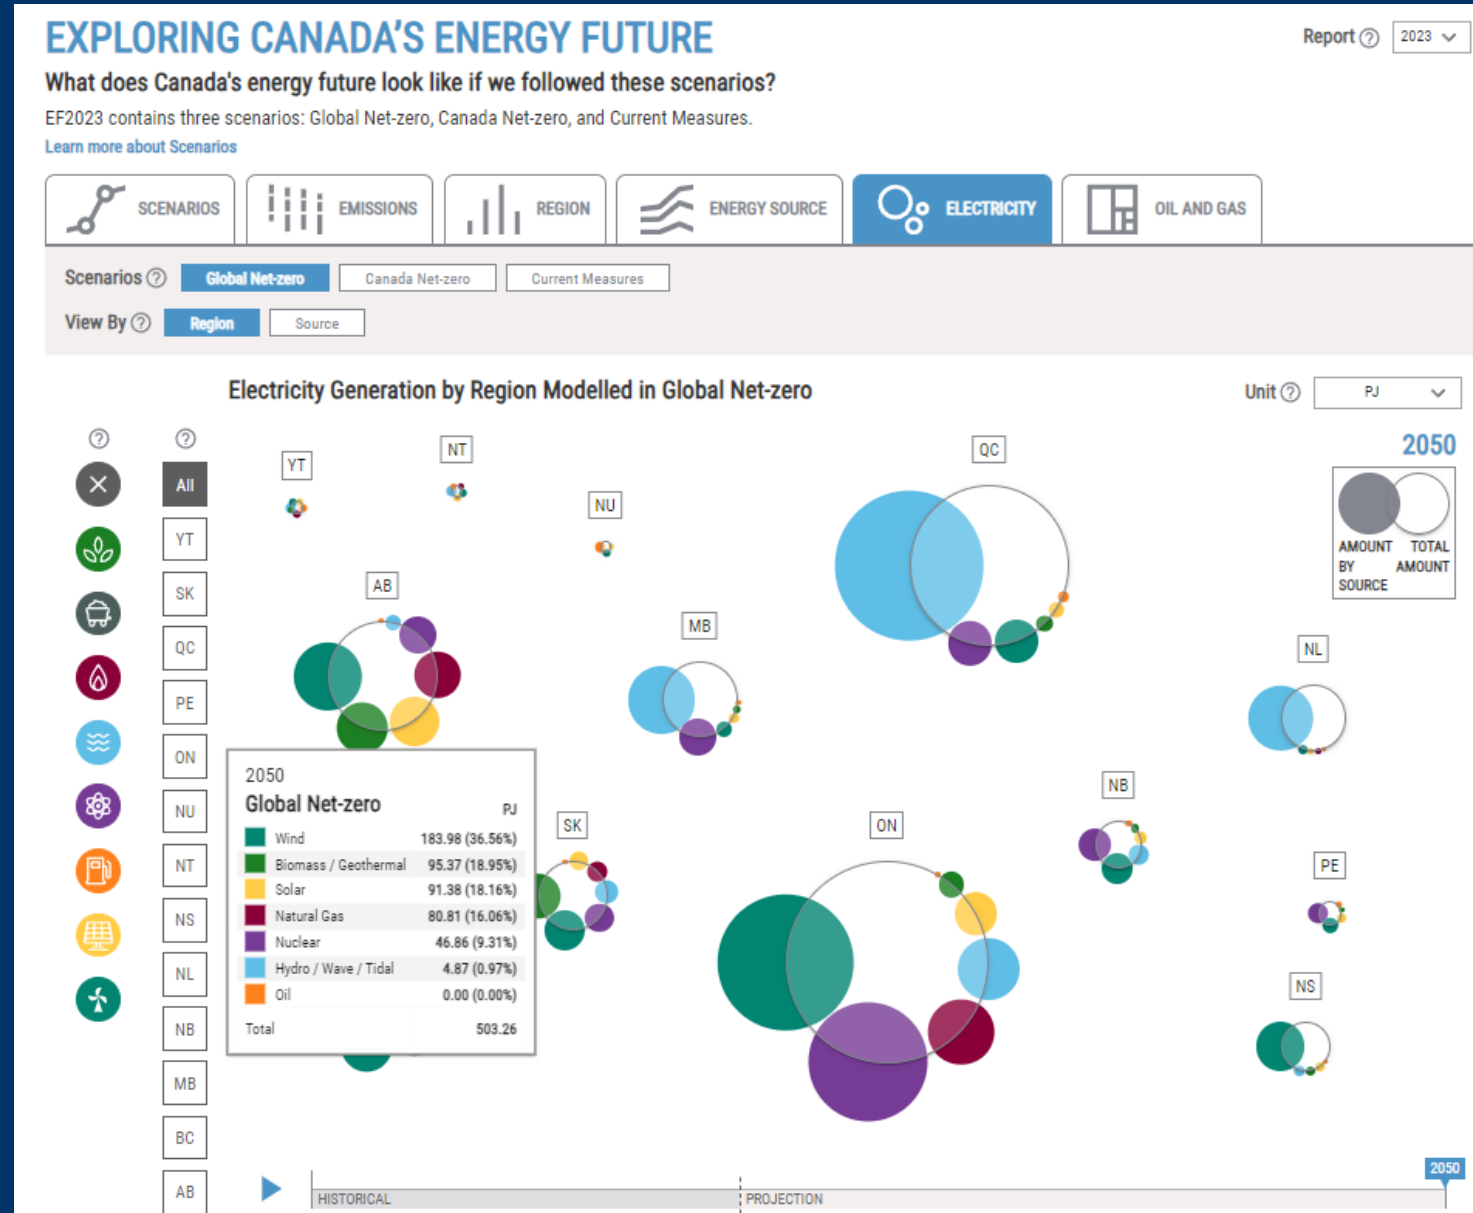 EXPLORING CANADA'S ENERGY FUTURE
Report ? 2023
What does Canada's energy future look like if we followed these scenarios?
EF2023 contains three scenarios: Global Net-zero, Canada Net-zero, and Current Measures.
Learn more about Scenarios
SCENARIOS
EMISSIONS
REGION
ENERGY SOURCE
ELECTRICITY
OIL AND GAS
Scenarios ? Global Net-zero Canada Net-zero Current Measures
View By ? Region Source
Electricity Generation by Region Modelled in Global Net-zero
Unit ? PJ
? ?
2050
AMOUNT BY SOURCE
TOTAL AMOUNT
All
YT
SK
QC
PE
ON
NU
NT
NS
NL
NB
MB
BC
AB
YT
NT
NU
QC
AB
MB
NL
NB
SK
ON
PE
NS
2050
Global Net-zero PJ
Wind 183.98 (36.56%)
Biomass / Geothermal 95.37 (18.95%)
Solar 91.38 (18.16%)
Natural Gas 80.81 (16.06%)
Nuclear 46.86 (9.31%)
Hydro / Wave / Tidal 4.87 (0.97%)
Oil 0.00 (0.00%)
Total 503.26
2050
HISTORICAL
PROJECTION